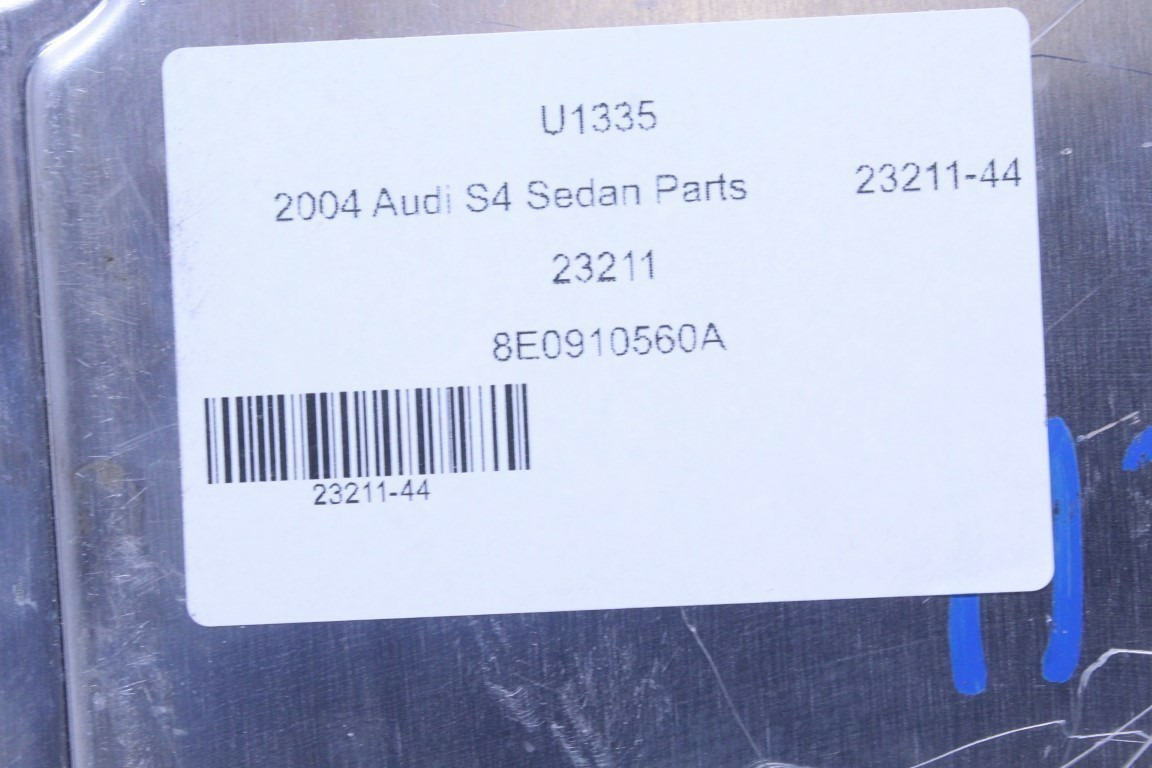 U1335
2004 Audi S4 Sedan Parts 23211-44
23211
8E0910560A
23211-44